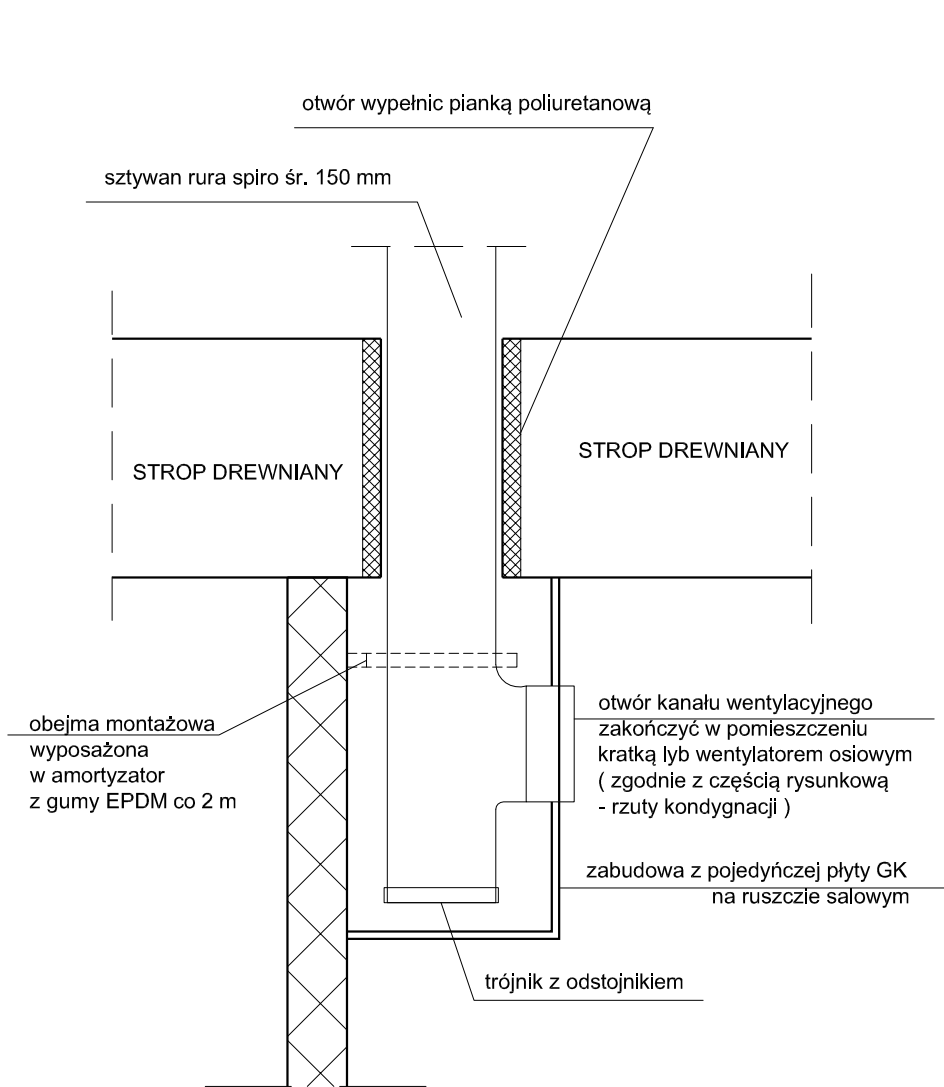 otwór wypełnic pianką poliuretanową
sztywan rura spiro śr. 150 mm
STROP DREWNIANY
STROP DREWNIANY
obejma montażowa
wyposażona
w amortyzator
z gumy EPDM co 2 m
otwór kanału wentylacyjnego
zakończyć w pomieszczeniu
kratką lyb wentylatorem osiowym
( zgodnie z częścią rysunkową
- rzuty kondygnacji )
zabudowa z pojedyńczej płyty GK
na ruszczie salowym
trójnik z odstojnikiem